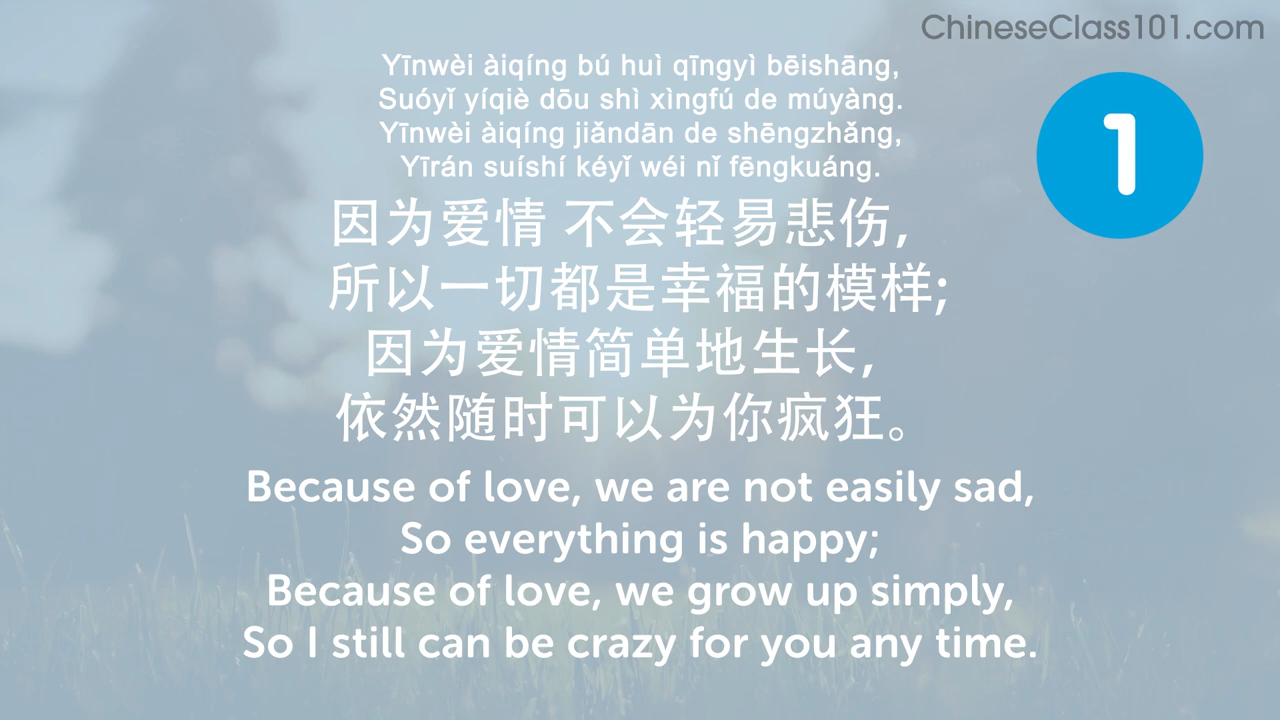 ChineseClass101.com
1
Yīnwèi àiqíng bú huì qīngyì bēishāng,
Suóyǐ yíqiè dōu shì xìngfú de múyàng.
Yīnwèi àiqíng jiǎndān de shēngzhǎng,
Yīrán suíshí kéyǐ wéi nǐ fēngkuáng.
因为爱情 不会轻易悲伤,
所以一切都是幸福的模样;
因为爱情简单地生长,
依然随时可以为你疯狂。
Because of love, we are not easily sad,
So everything is happy;
Because of love, we grow up simply,
So I still can be crazy for you any time.